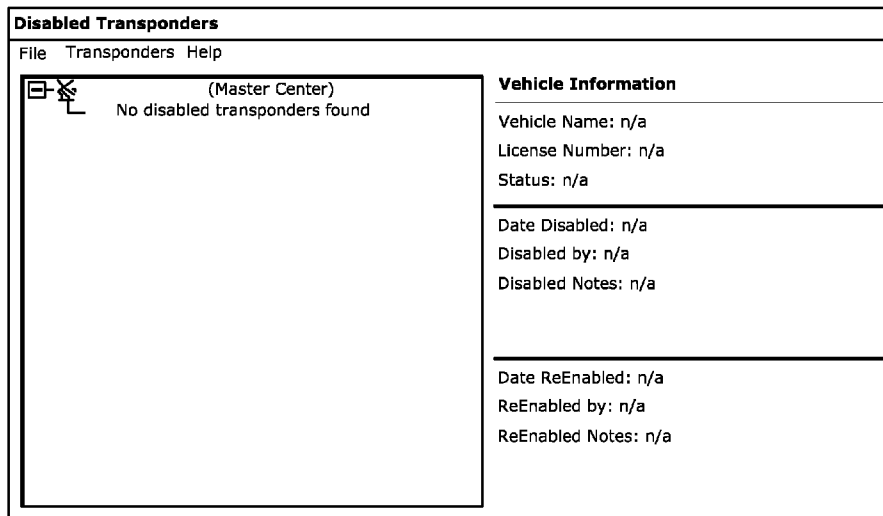 Disabled Transponders
File Transponders Help
(Master Center)
No disabled transponders found
Vehicle Information
Vehicle Name: n/a
License Number: n/a
Status: n/a
Date Disabled: n/a
Disabled by: n/a
Disabled Notes: n/a
Date ReEnabled: n/a
ReEnabled by: n/a
ReEnabled Notes: n/a